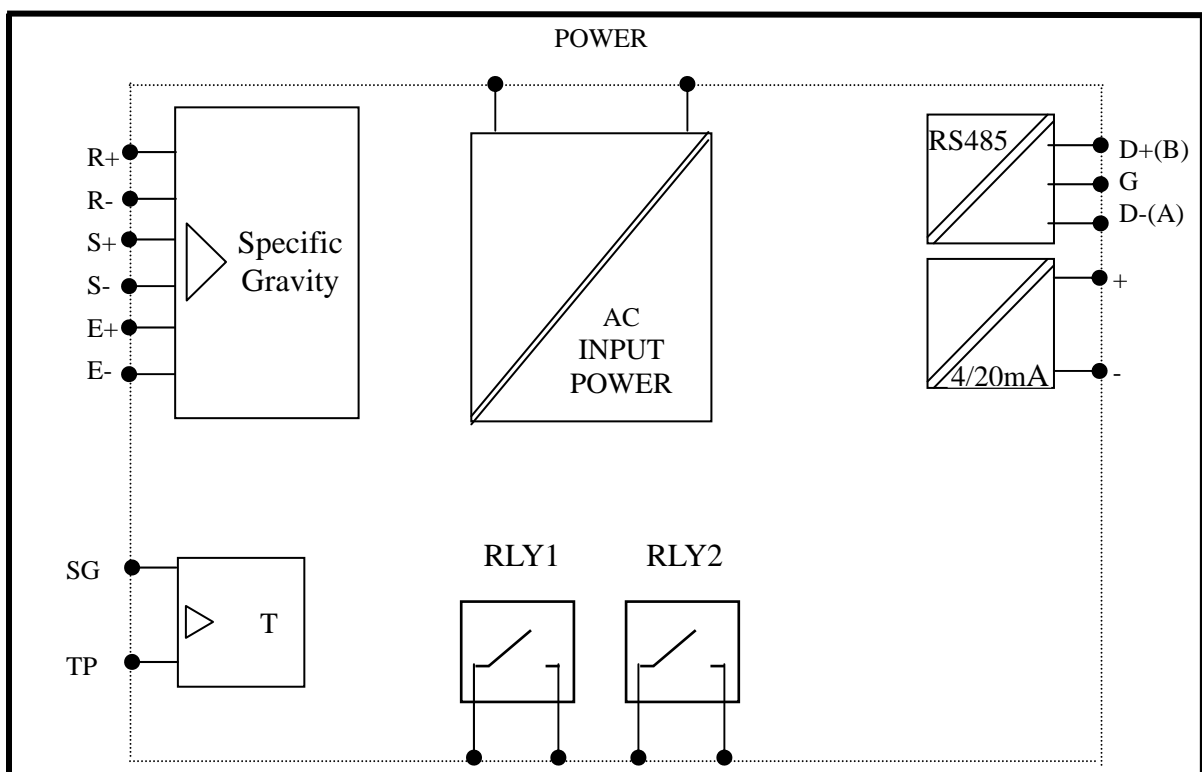 POWER
R+
R-
S+
S-
E+
E-
Specific
Gravity
AC
INPUT
POWER
RS485
D+(B)
G
D-(A)
+
4/20mA
-
SG
TP
T
RLY1
RLY2